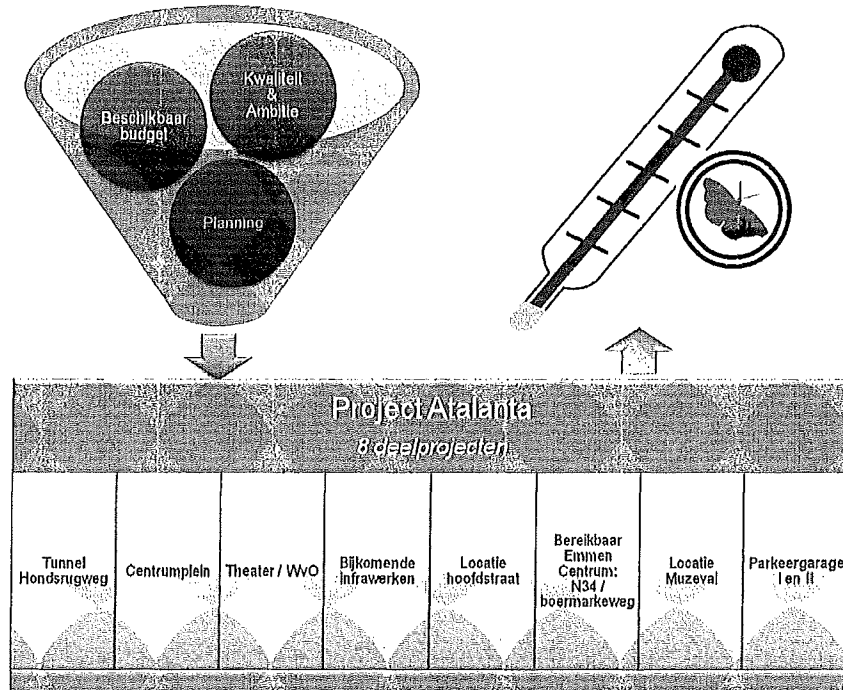 Beschikbaar
budget
Kwaliteit
&
Ambitie
Planning
Project Atalanta
8 deelprojecten
Tunnel
Hondsrugweg
Centrumplein
Theater / WvO
Bijkomende
infrawerken
Locatie
hoofdstraat
Bereikbaar
Emmen
Centrum:
N34 /
boermarkeweg
Locatie
Muzeval
Parkeergarage
I en II